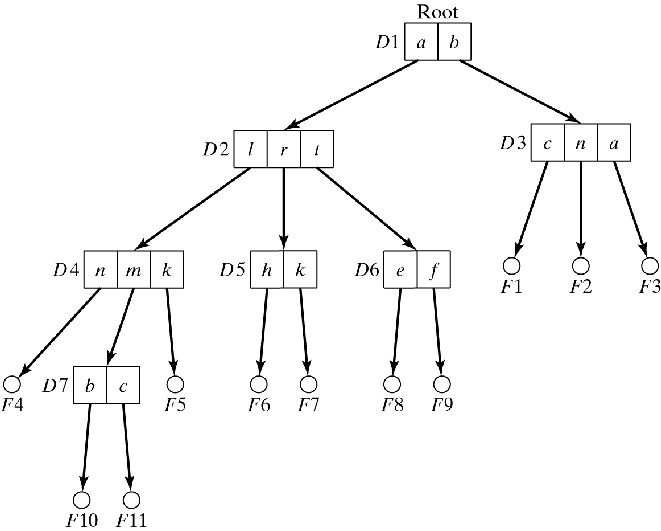 Root
D1 a b
D2 l r t
D3 c n a
D4 n m k
D5 h k
D6 e f
F1 F2 F3
F4 D7 b c F5 F6 F7 F8 F9
F10 F11